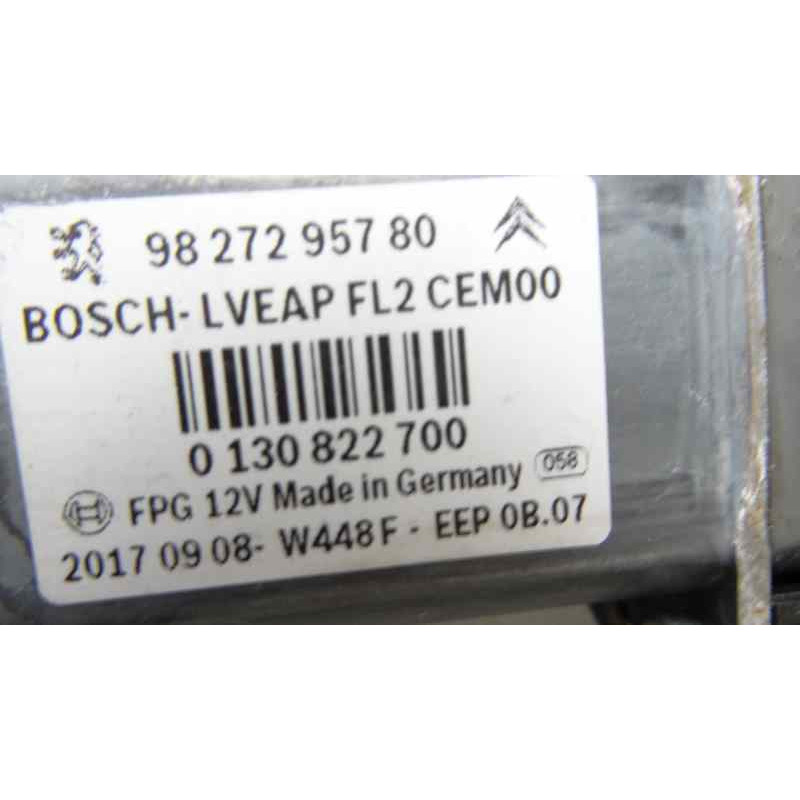 98 272 957 80
BOSCH- LVEAP FL2 CEM00
0 130 822 700
FPG 12V Made in Germany 058
2017 09 08- W448F - EEP 0B.07